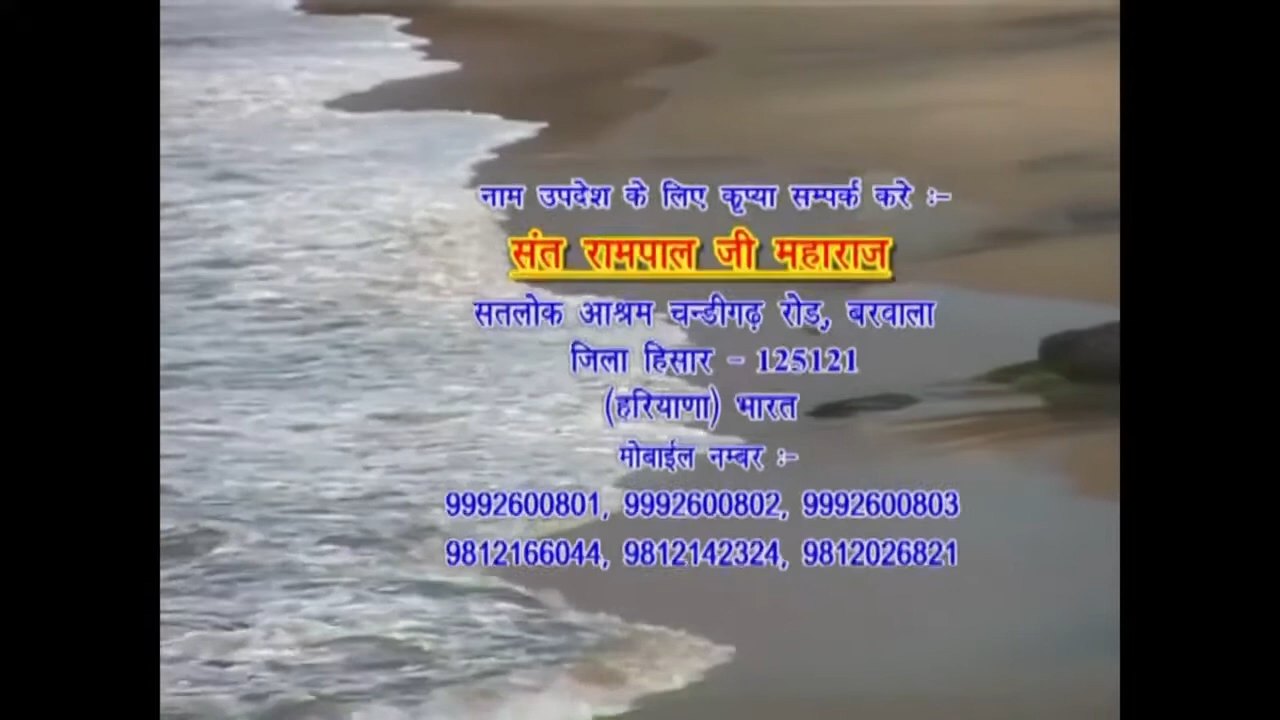 नाम उपदेश के लिए कृप्या सम्पर्क करे :-
संत रामपाल जी महाराज
सतलोक आश्रम चन्डीगढ़ रोड, बरवाला
जिला हिसार - 125121
(हरियाणा) भारत
मोबाईल नम्बर :-
9992600801, 9992600802, 9992600803
9812166044, 9812142324, 9812026821